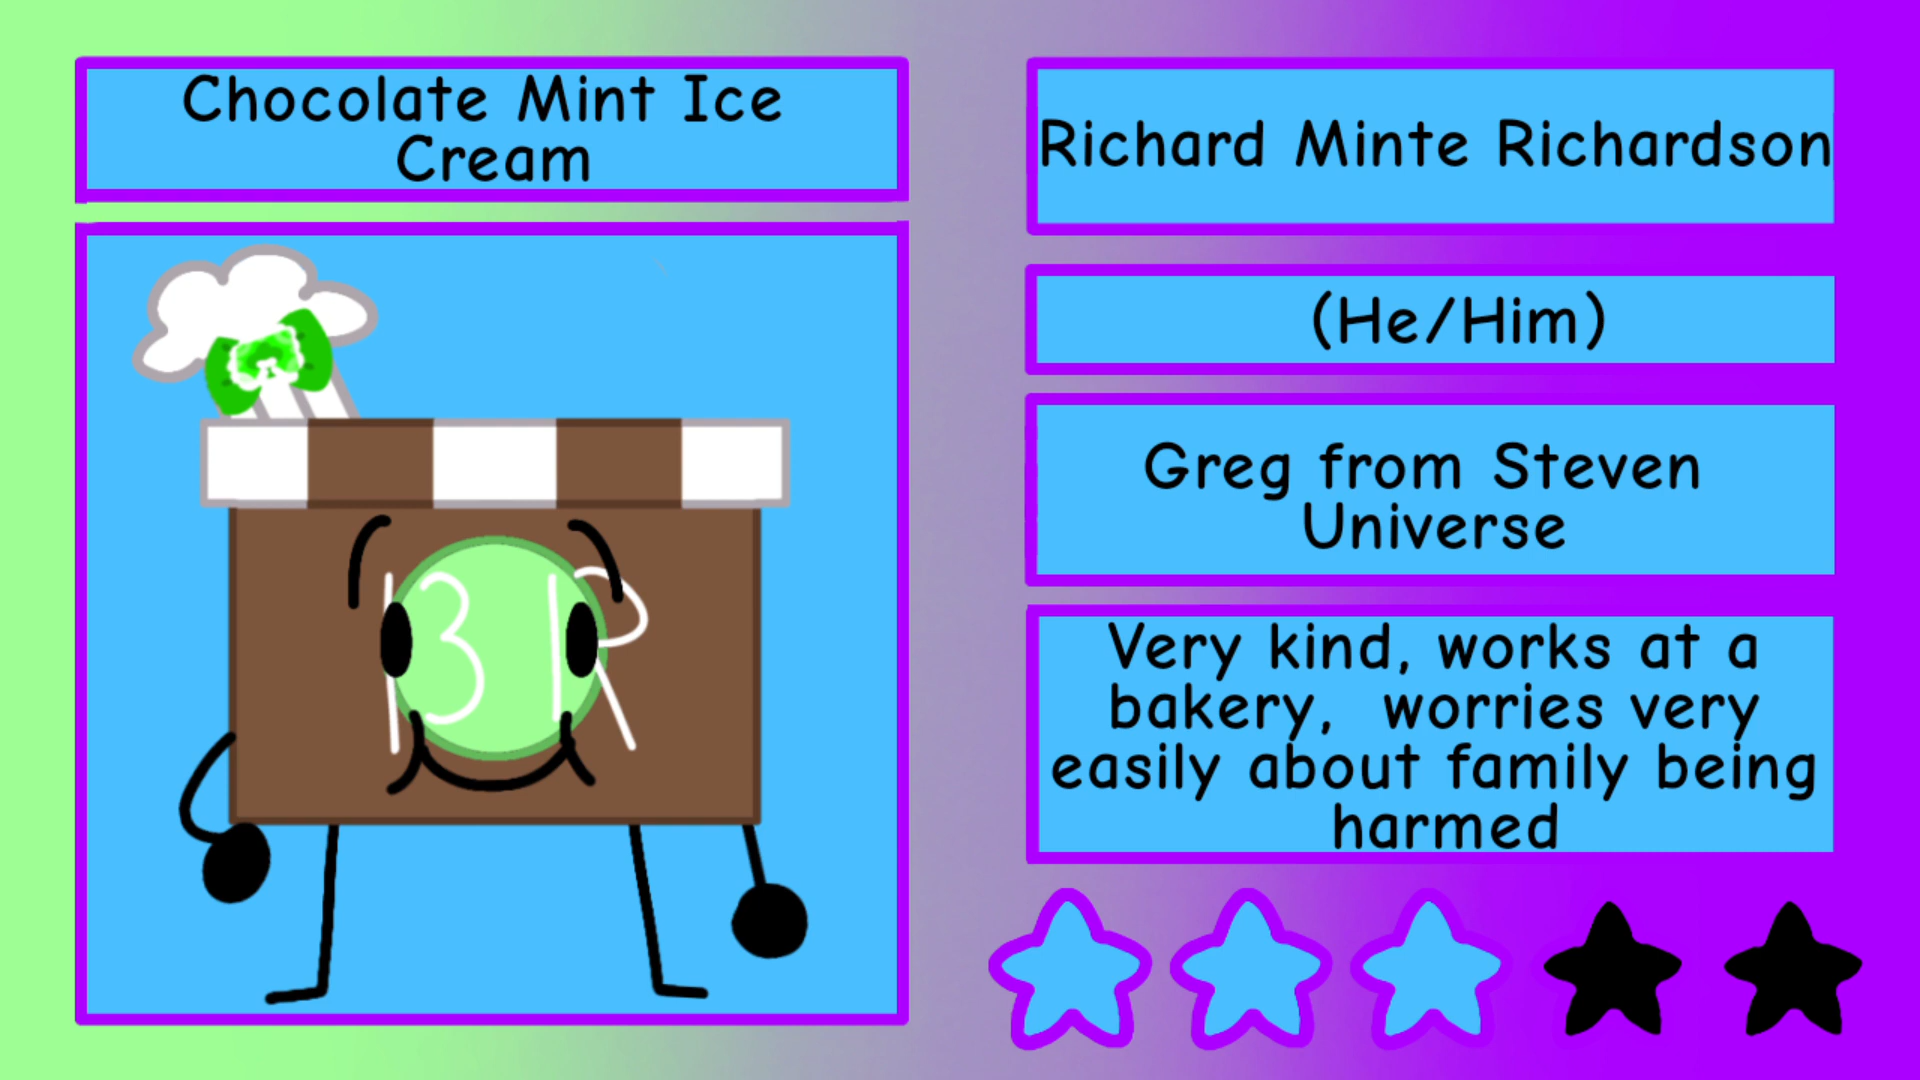 Chocolate Mint Ice
Cream
Richard Minte Richardson
(He/Him)
Greg from Steven
Universe
Very kind, works at a
bakery,  worries very
easily about family being
harmed
B R